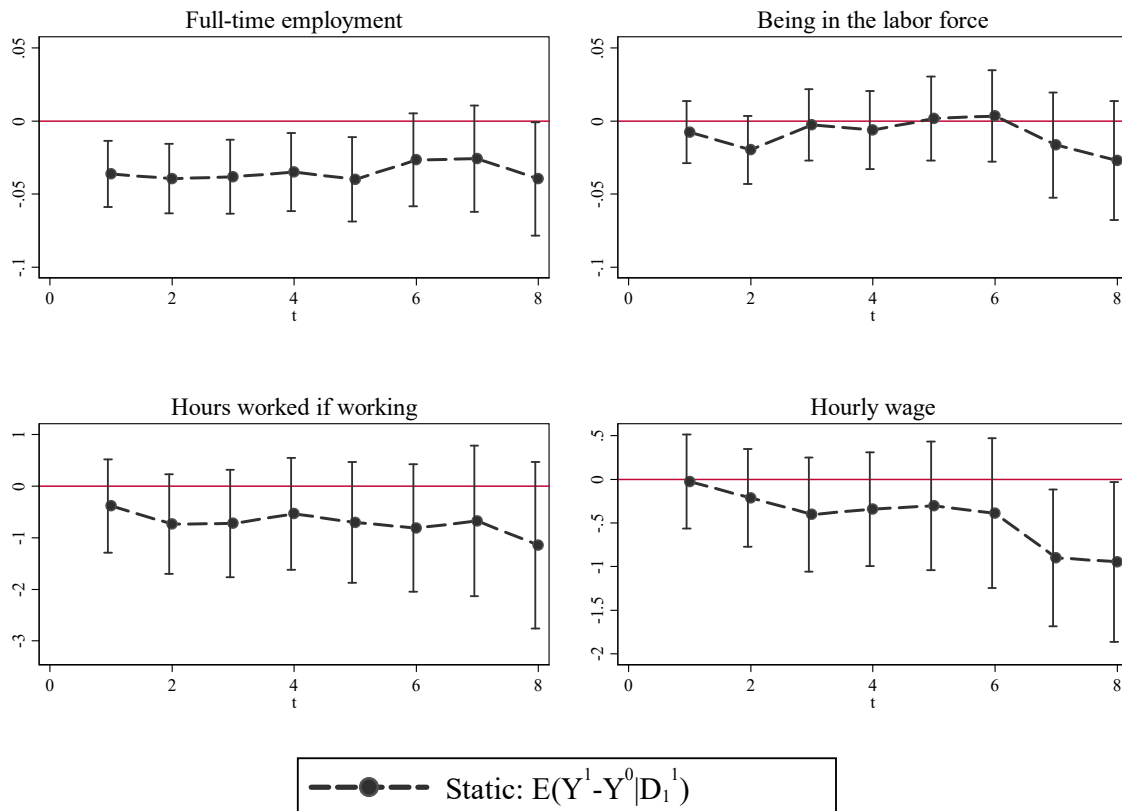 Full-time employment
.05
0
-.05
-.1
0 2 4 6 8
t
Being in the labor force
.05
0
-.05
-.1
0 2 4 6 8
t
Hours worked if working
1
0
-1
-2
-3
0 2 4 6 8
t
Hourly wage
.5
0
-.5
-1
-1.5
-2
0 2 4 6 8
t
Static: E(Y¹-Y⁰|D₁¹)